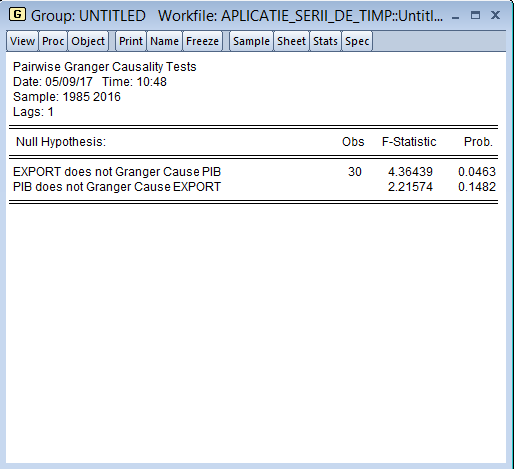 G Group: UNTITLED Workfile: APLICATIE_SERII_DE_TIMP::Untitl...
View Proc Object Print Name Freeze Sample Sheet Stats Spec
Pairwise Granger Causality Tests
Date: 05/09/17 Time: 10:48
Sample: 1985 2016
Lags: 1
Null Hypothesis: Obs F-Statistic Prob.
EXPORT does not Granger Cause PIB 30 4.36439 0.0463
PIB does not Granger Cause EXPORT 2.21574 0.1482